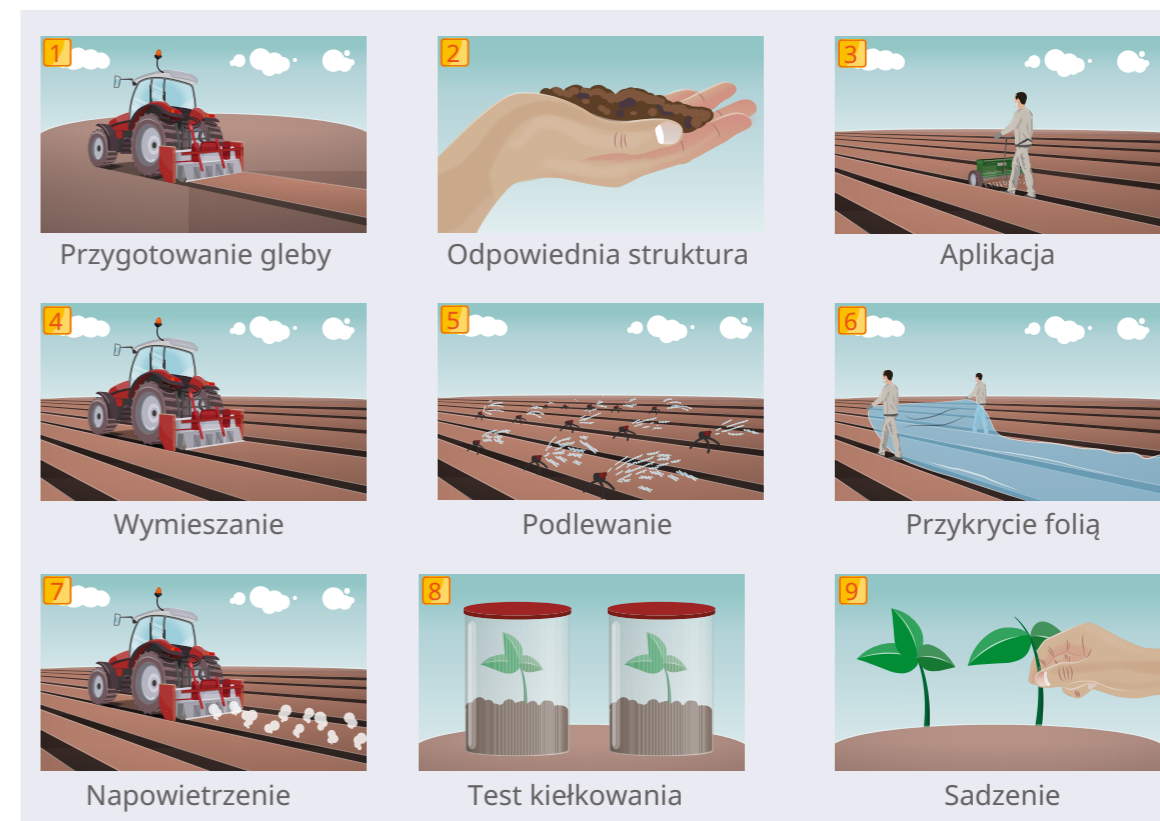 1
Przygotowanie gleby
2
Odpowiednia struktura
3
Aplikacja
4
Wymieszanie
5
Podlewanie
6
Przykrycie folią
7
Napowietrzenie
8
Test kiełkowania
9
Sadzenie